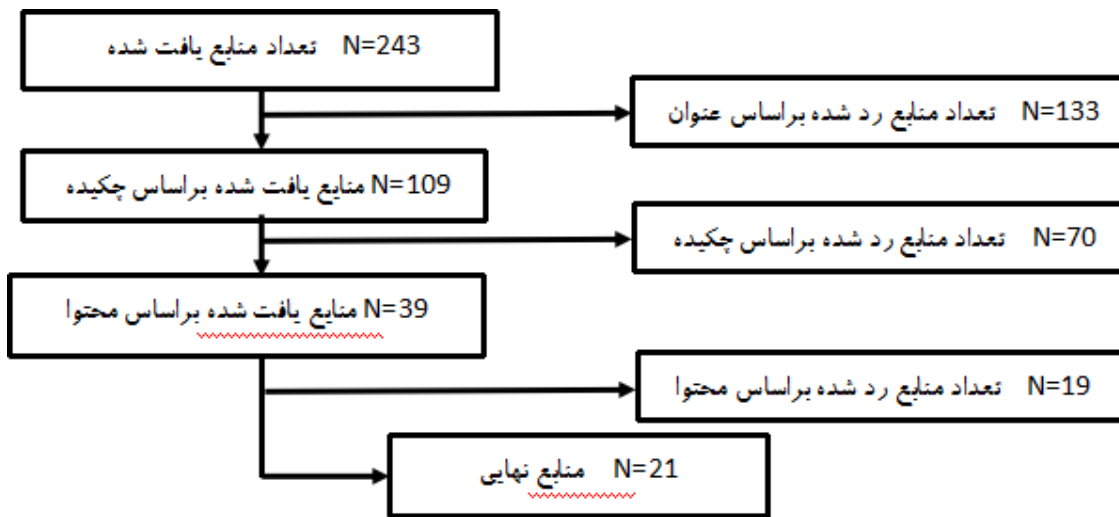 تعداد منابع یافت شده N=243
تعداد منابع رد شده براساس عنوان N=133
منابع یافت شده براساس چکیده N=109
تعداد منابع رد شده براساس چکیده N=70
منابع یافت شده براساس محتوا N=39
تعداد منابع رد شده براساس محتوا N=19
منابع نهایی N=21